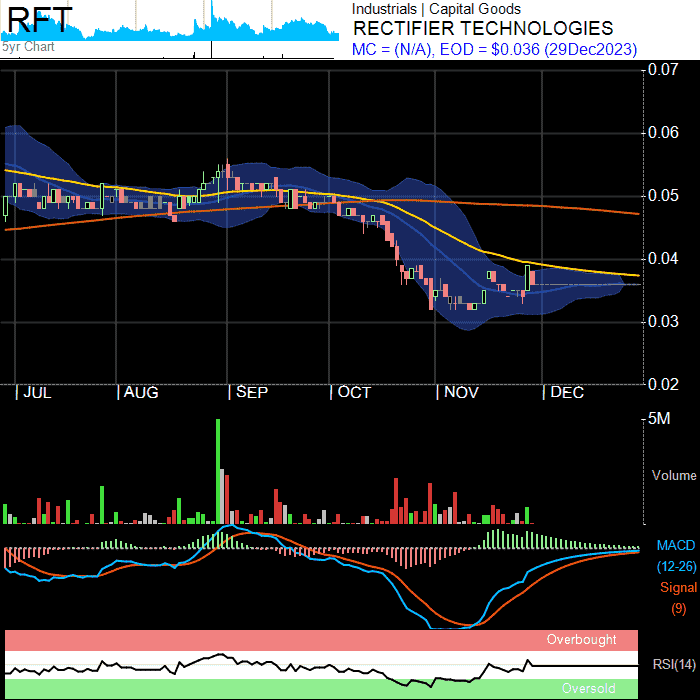 RFT
5yr Chart
Industrials | Capital Goods
RECTIFIER TECHNOLOGIES
MC = (N/A), EOD = $0.036 (29Dec2023)
0.07
0.06
0.05
0.04
0.03
0.02
| JUL | AUG | SEP | OCT | NOV | DEC
5M
Volume
MACD
(12-26)
Signal
(9)
Overbought
RSI(14)
Oversold